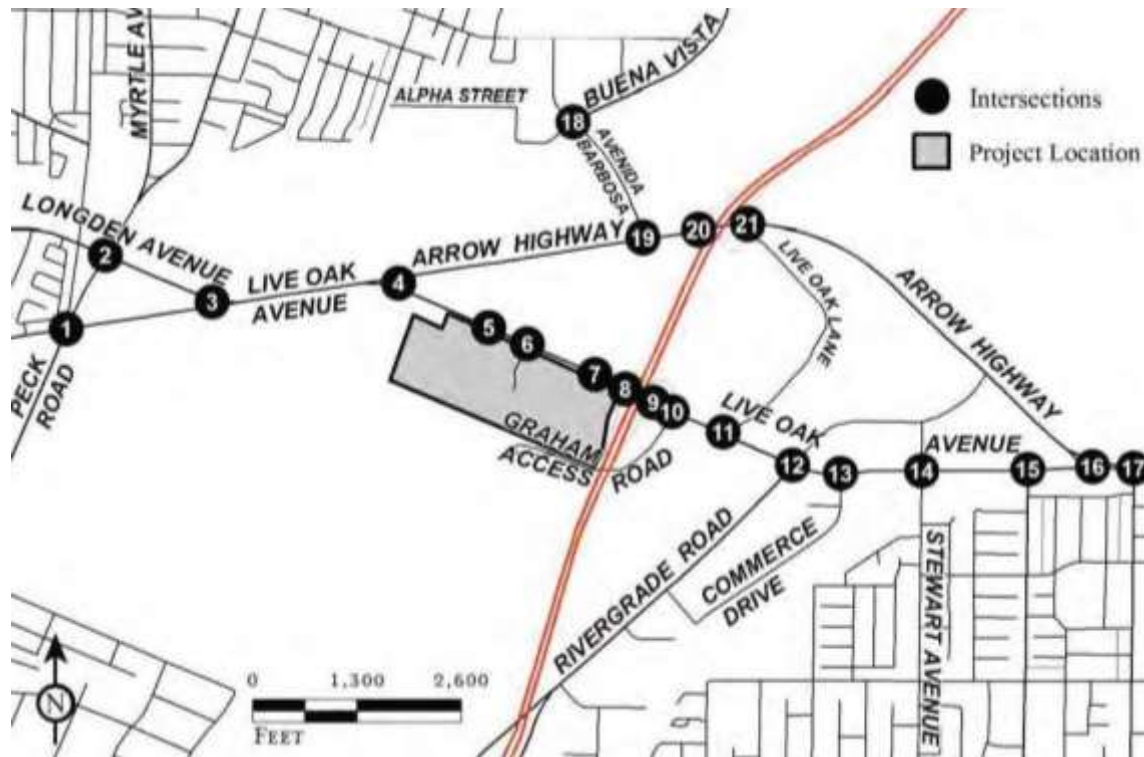 MYRTLE AV
ALPHA STREET
BUENA VISTA
18
AVENIDA
BARBOSA
Intersections
Project Location
LONGDEN AVENUE
2
3
1
PECK
ROAD
LIVE OAK
AVENUE
4
ARROW HIGHWAY
19
20
21
LIVE OAK LANE
ARROW HIGHWAY
5
6
7
8
9
10
11
LIVE OAK
AVENUE
12
13
14
15
16
17
GRAHAM
ACCESS ROAD
RIVERGRADE ROAD
COMMERCE
DRIVE
STEWART AVENUE
N
0 1,300 2,600
FEET